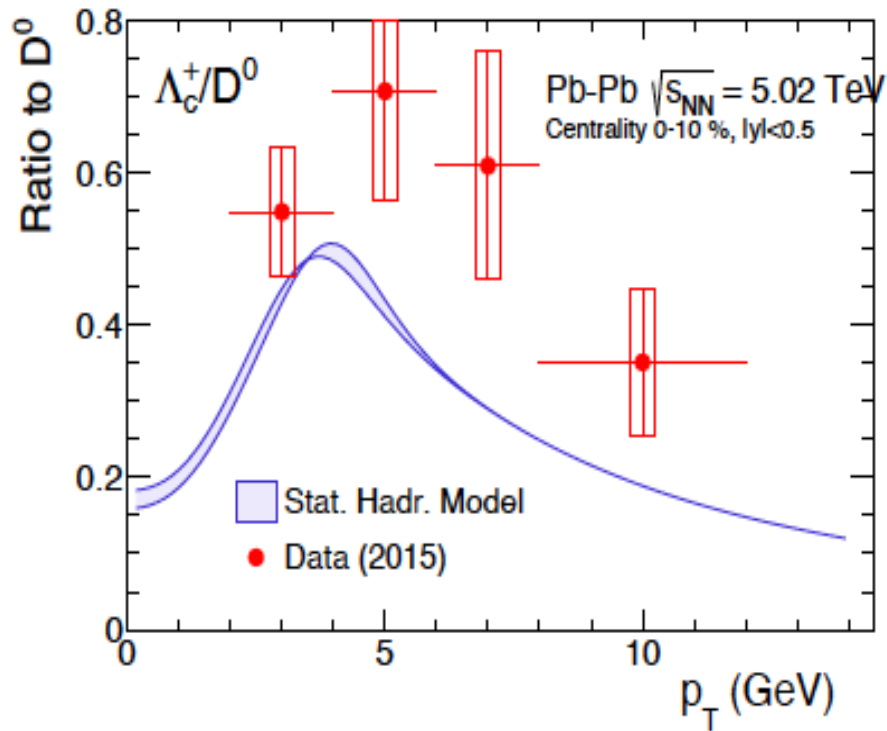 Ratio to D⁰
0.8
0.6
0.4
0.2
0
Λc⁺/D⁰
Pb-Pb √sNN = 5.02 TeV
Centrality 0-10 %, |y|<0.5
Stat. Hadr. Model
Data (2015)
0 5 10
pT (GeV)